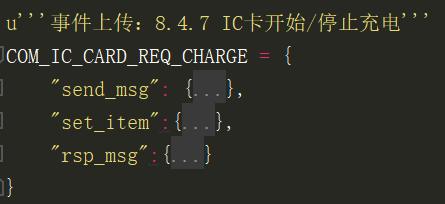 u'''事件上传：8.4.7 IC卡开始/停止充电'''
COM_IC_CARD_REQ_CHARGE = {
"send_msg": {...},
"set_item":{...},
"rsp_msg":{...}
}